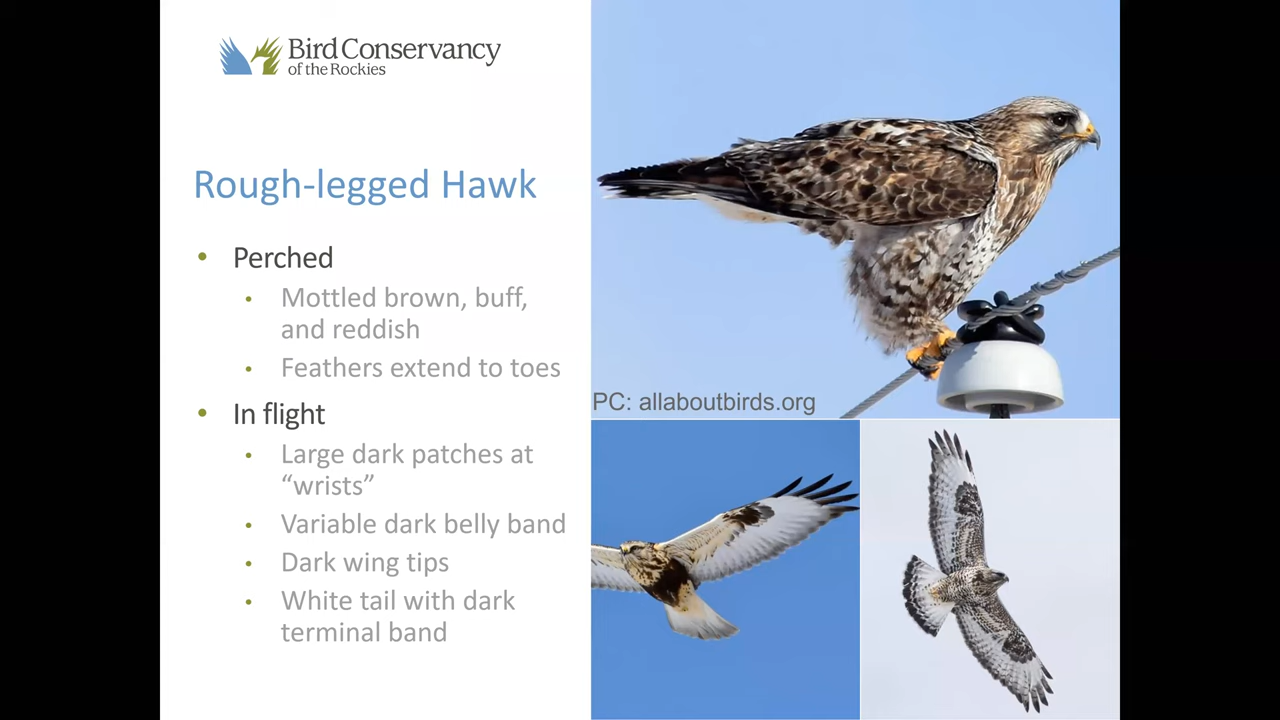 Bird Conservancy
of the Rockies
Rough-legged Hawk
• Perched
• Mottled brown, buff,
and reddish
• Feathers extend to toes
• In flight
• Large dark patches at
“wrists”
• Variable dark belly band
• Dark wing tips
• White tail with dark
terminal band
PC: allaboutbirds.org